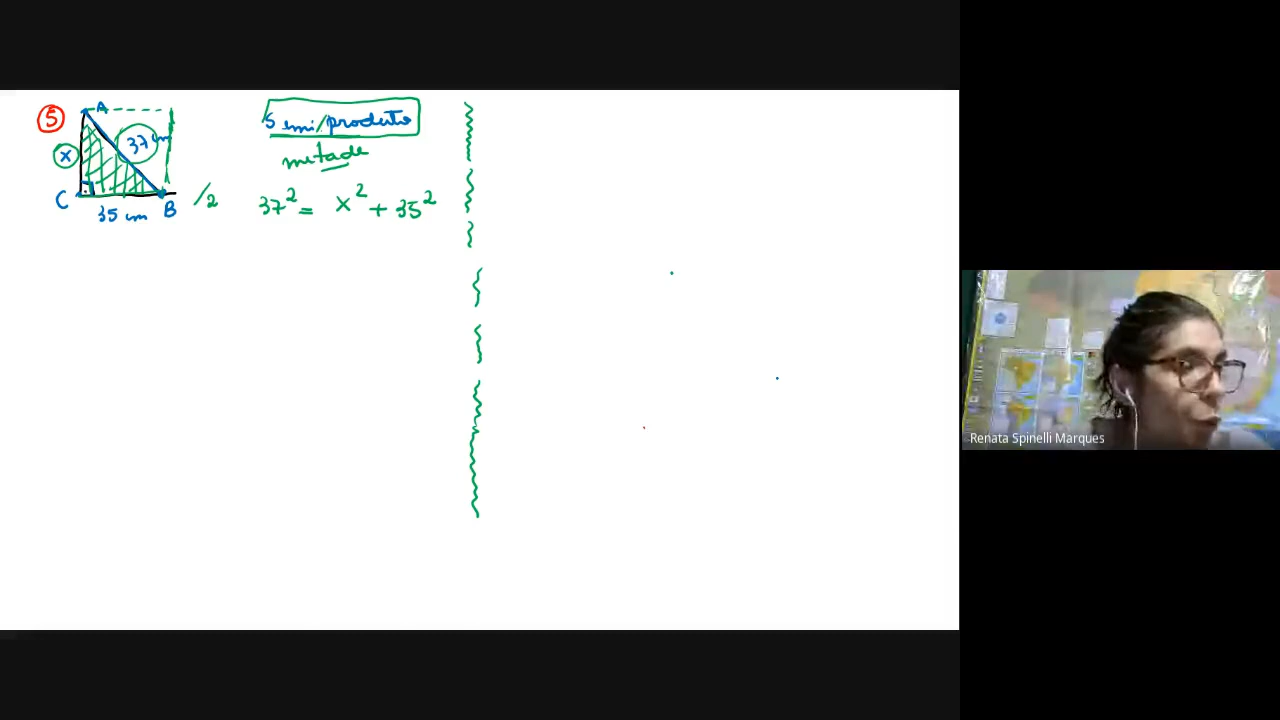 5
A
37 cm
x
C
35 cm
B
/2
Semi/produto
metade
37² = x² + 35²
Renata Spinelli Marques